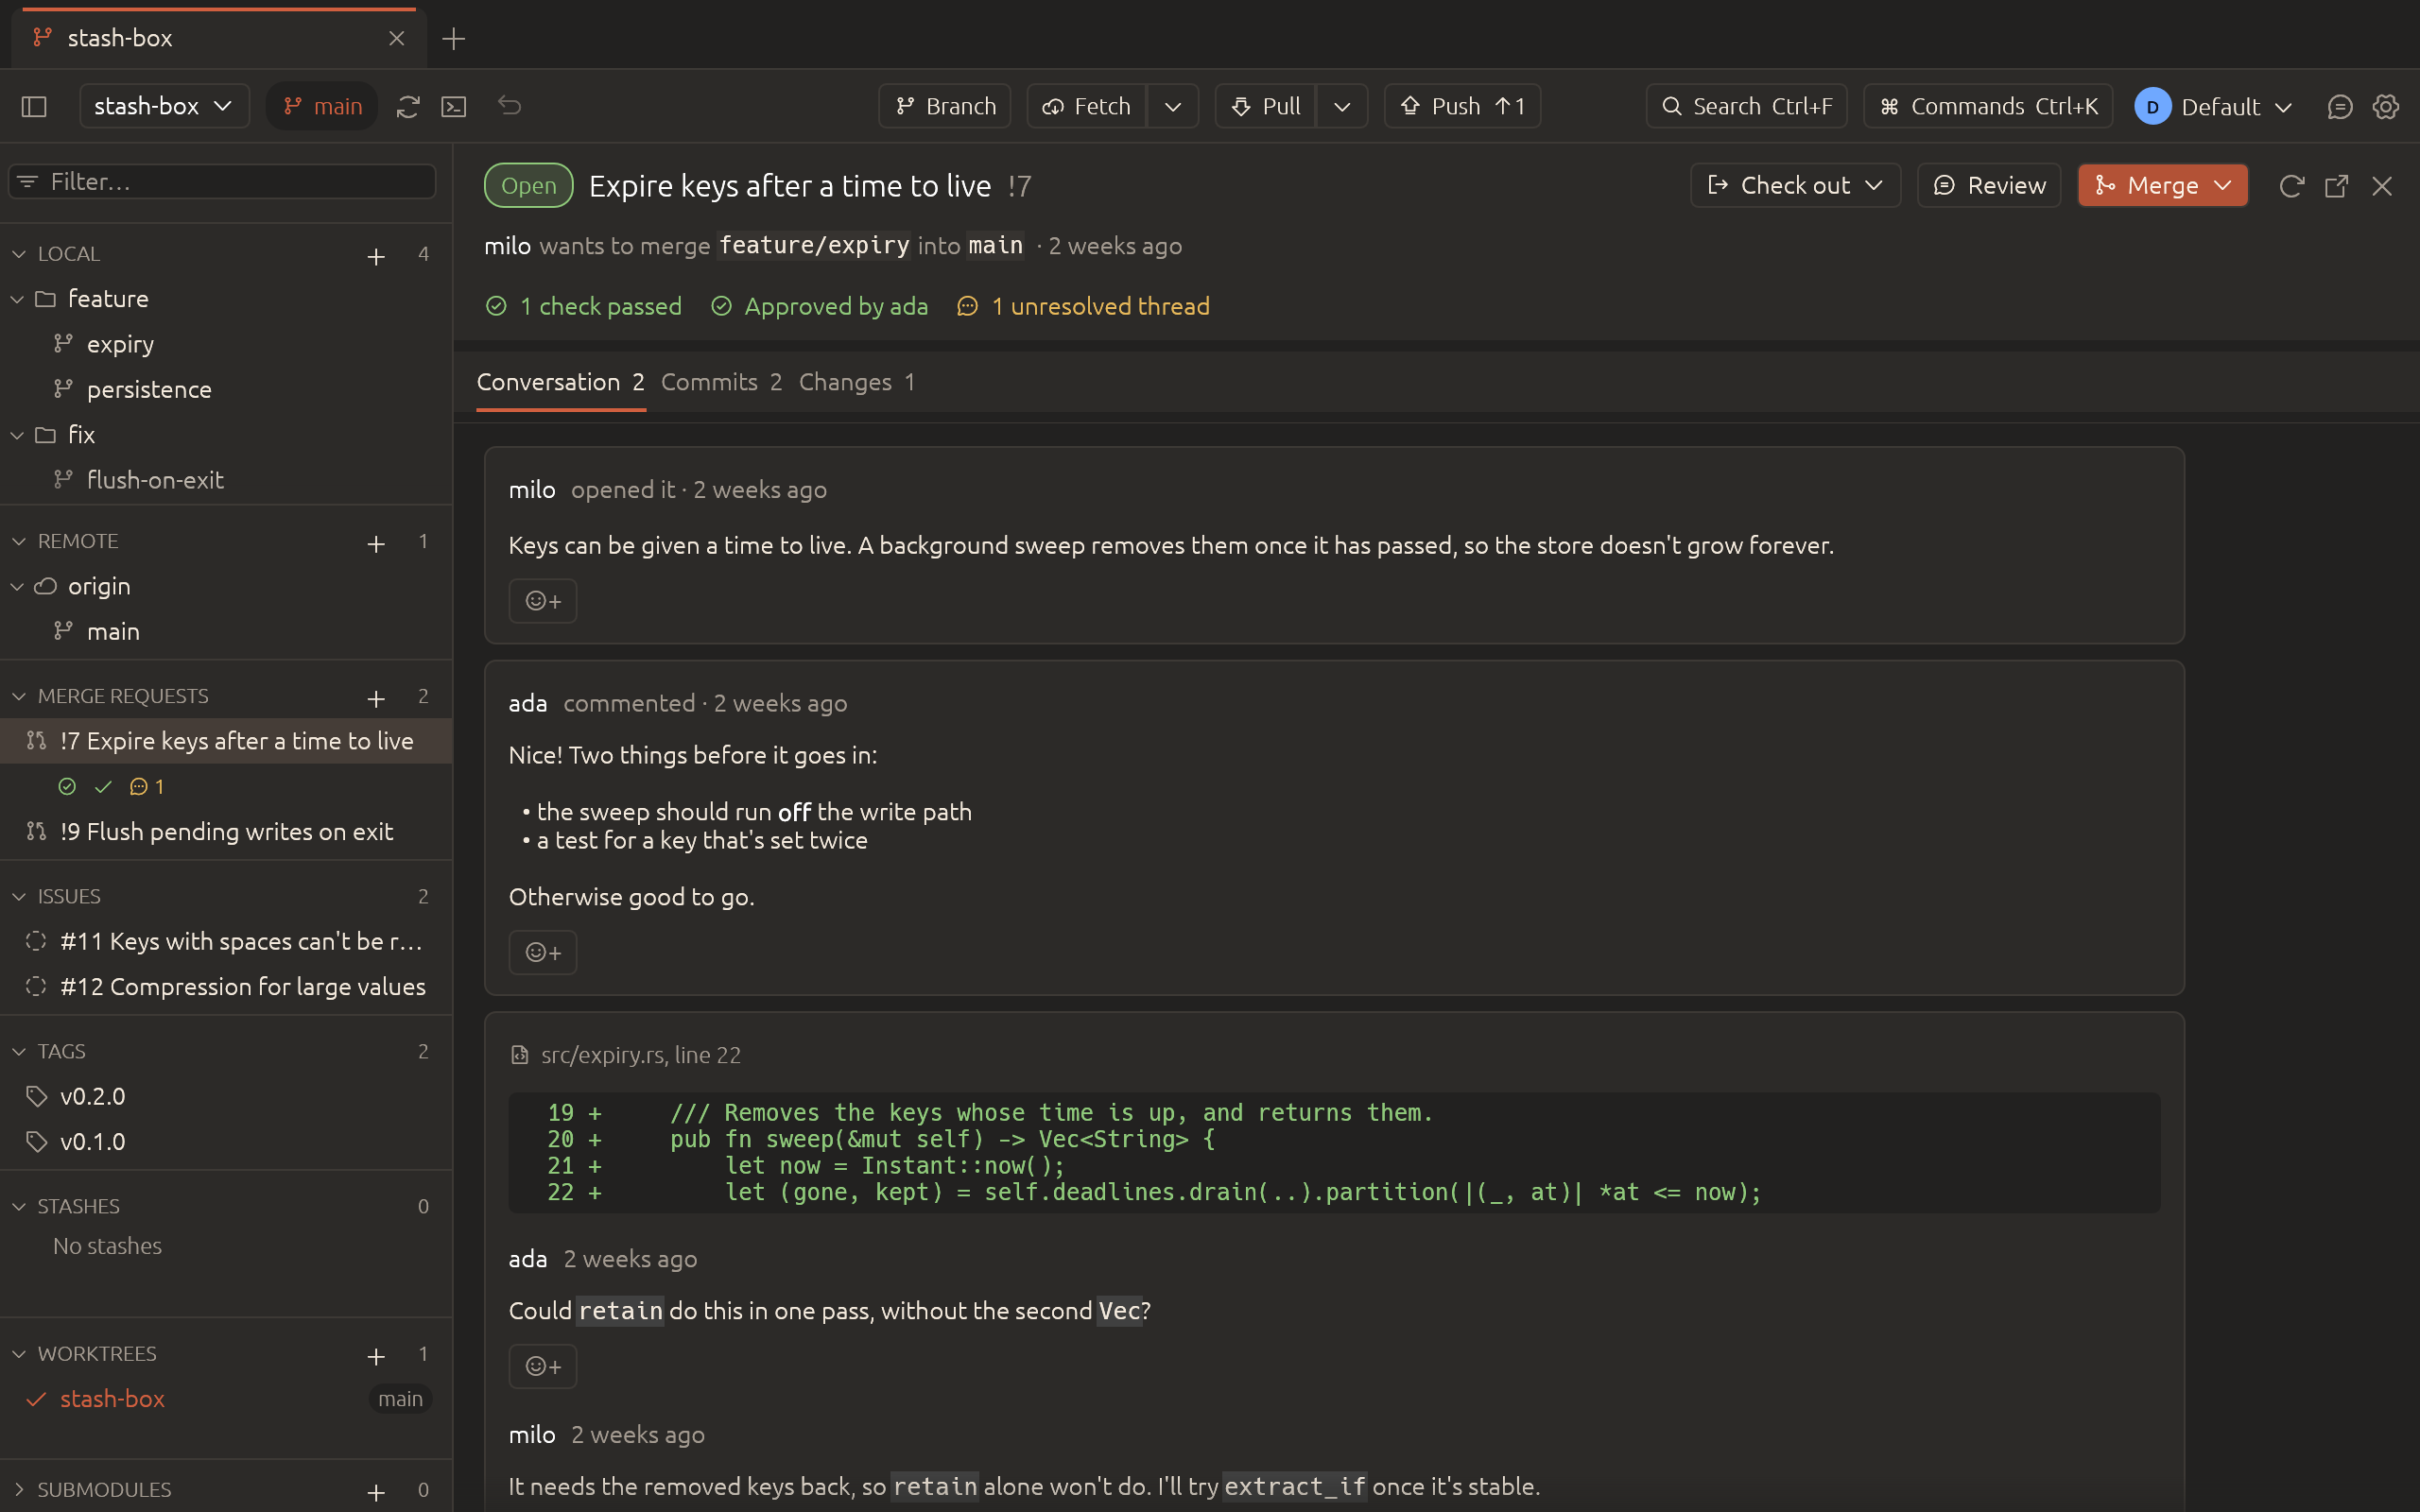 stash-box
stash-box
main
Branch
Fetch
Pull
Push ↑1
Search Ctrl+F
Commands Ctrl+K
D
Default
Filter…
LOCAL 4
feature
expiry
persistence
fix
flush-on-exit
REMOTE 1
origin
main
MERGE REQUESTS 2
!7 Expire keys after a time to live
1
!9 Flush pending writes on exit
ISSUES 2
#11 Keys with spaces can't be r…
#12 Compression for large values
TAGS 2
v0.2.0
v0.1.0
STASHES 0
No stashes
WORKTREES 1
stash-box main
SUBMODULES 0
Open Expire keys after a time to live !7
Check out
Review
Merge
milo wants to merge feature/expiry into main · 2 weeks ago
1 check passed Approved by ada 1 unresolved thread
Conversation 2 Commits 2 Changes 1
milo opened it · 2 weeks ago
Keys can be given a time to live. A background sweep removes them once it has passed, so the store doesn't grow forever.
ada commented · 2 weeks ago
Nice! Two things before it goes in:
• the sweep should run off the write path
• a test for a key that's set twice
Otherwise good to go.
src/expiry.rs, line 22
19 + /// Removes the keys whose time is up, and returns them.
20 + pub fn sweep(&mut self) -> Vec<String> {
21 + let now = Instant::now();
22 + let (gone, kept) = self.deadlines.drain(..).partition(|(_, at)| *at <= now);
ada 2 weeks ago
Could retain do this in one pass, without the second Vec?
milo 2 weeks ago
It needs the removed keys back, so retain alone won't do. I'll try extract_if once it's stable.